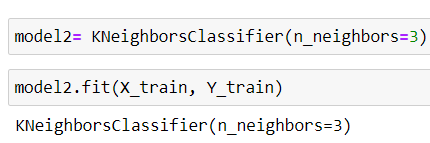 model2= KNeighborsClassifier(n_neighbors=3)
model2.fit(X_train, Y_train)
KNeighborsClassifier(n_neighbors=3)